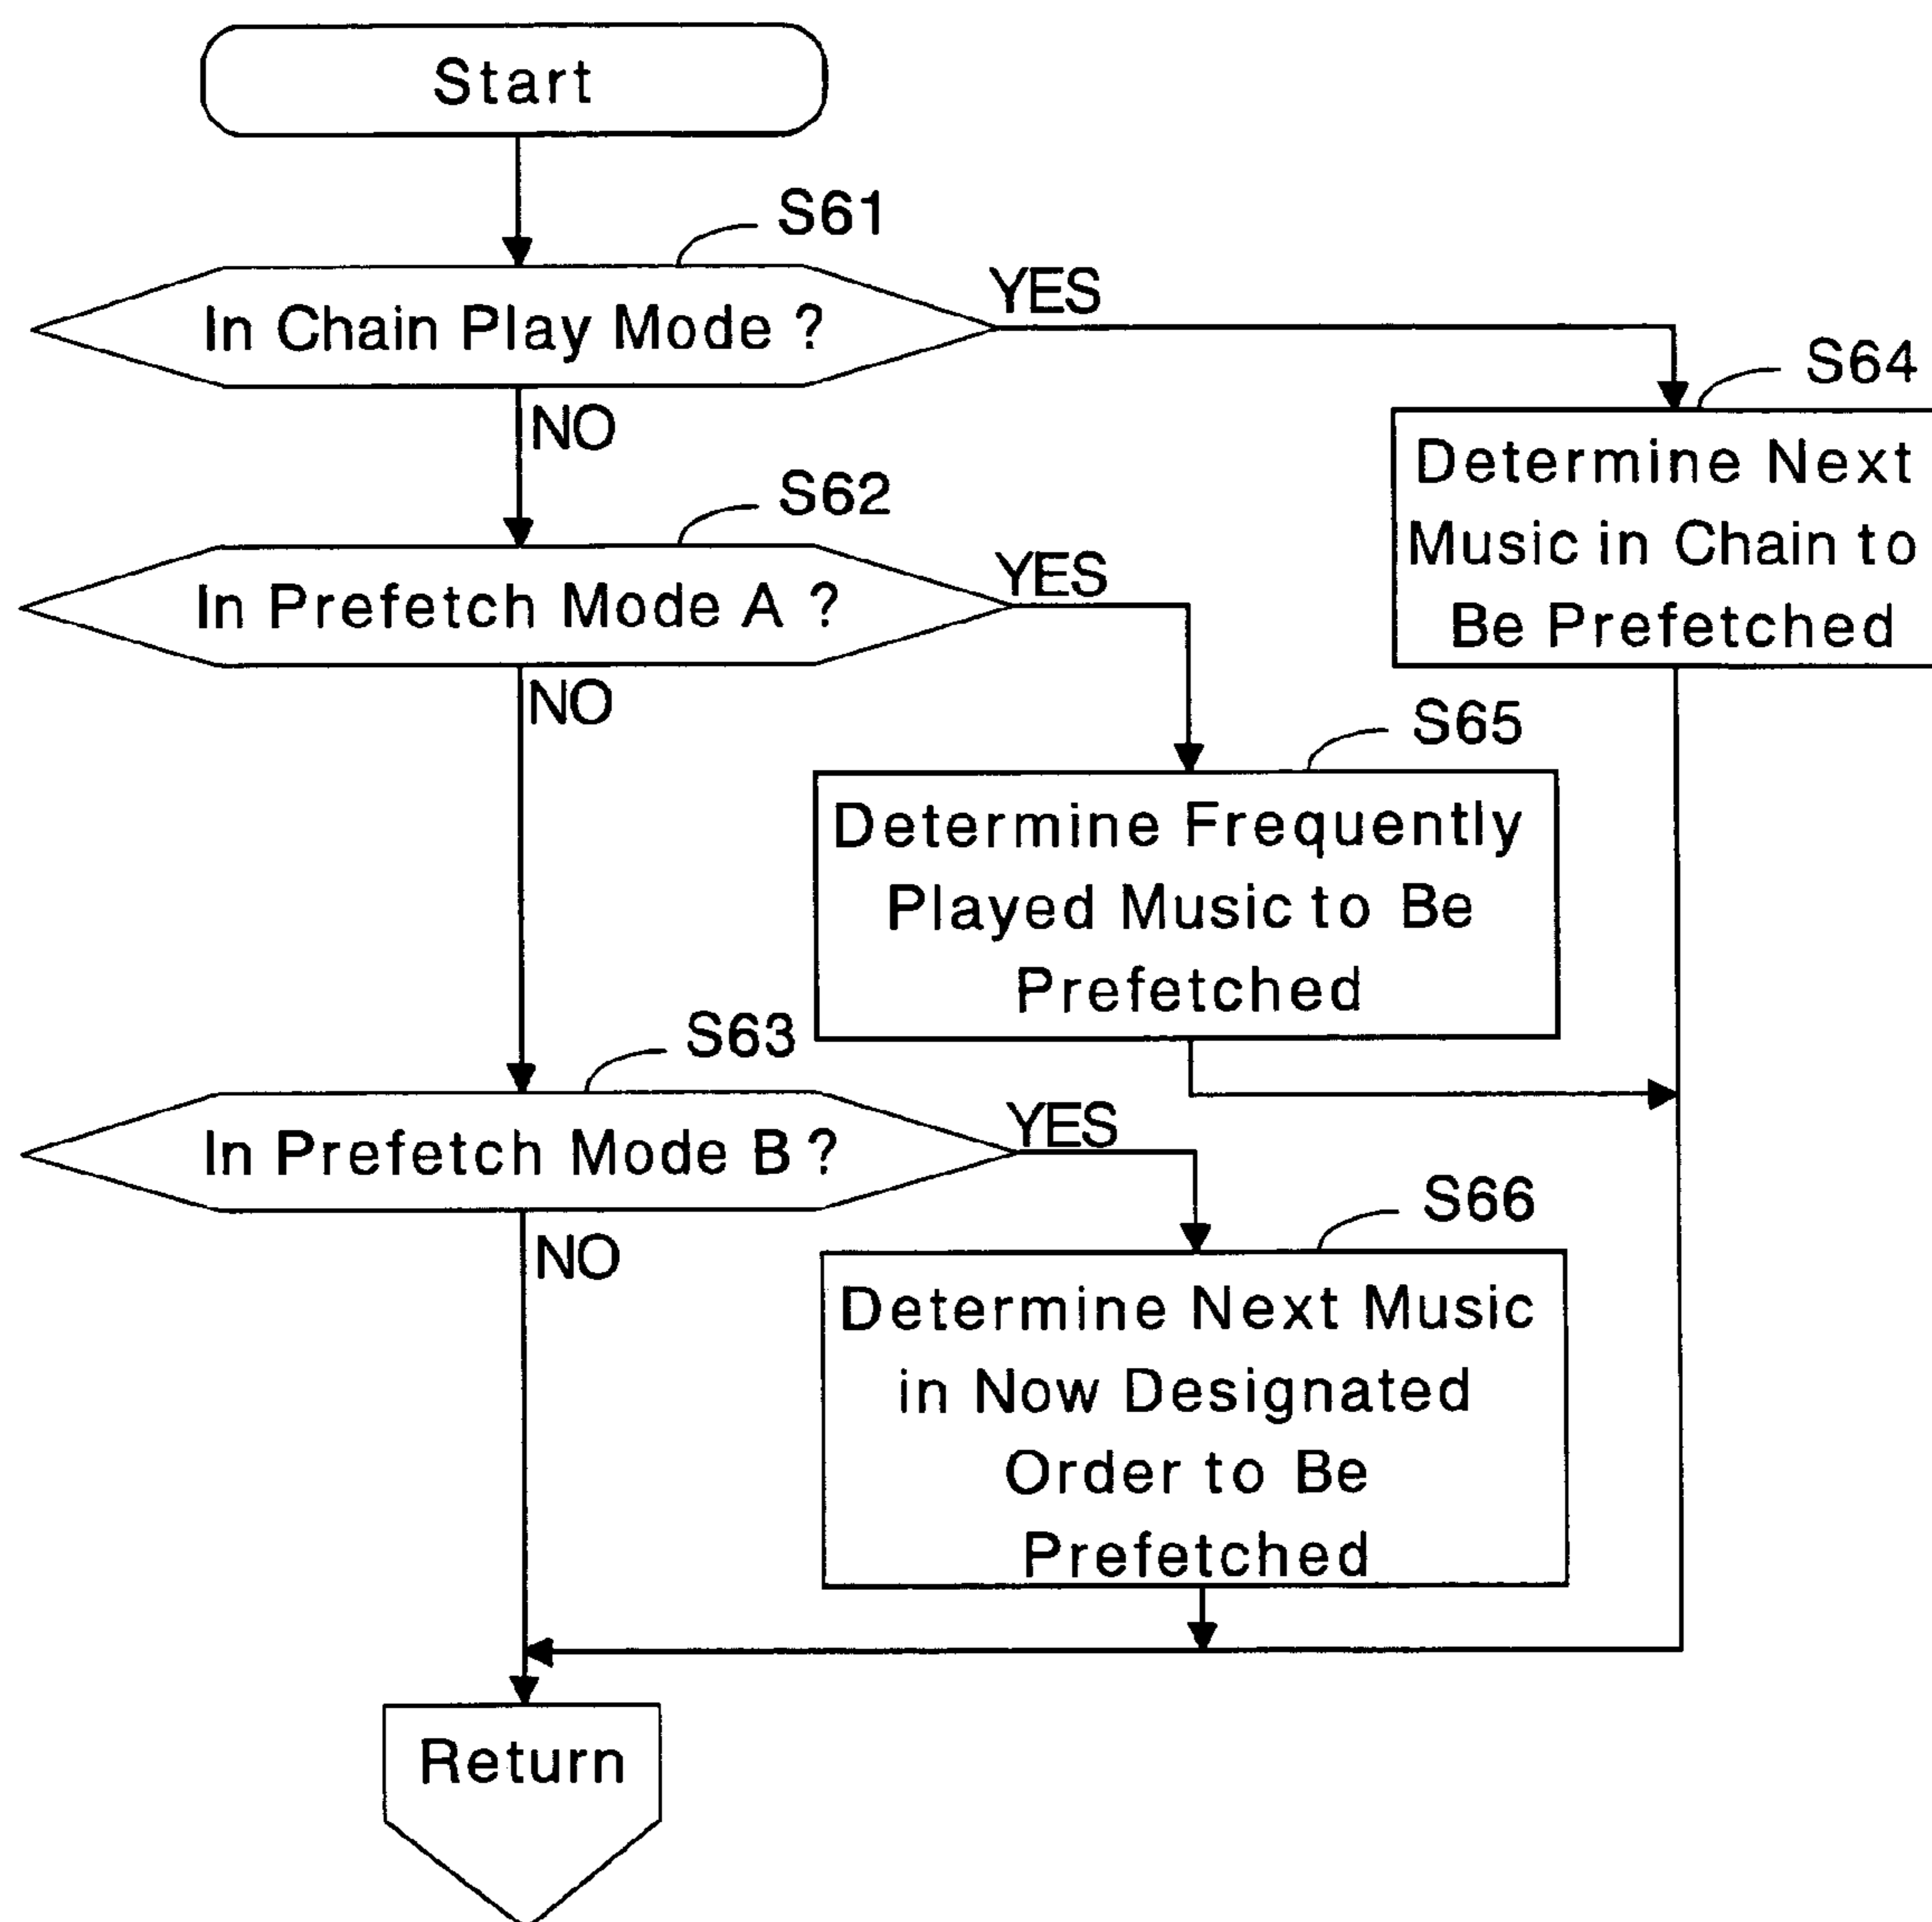 Start
S61
In Chain Play Mode ?
YES
NO
S64
Determine Next
Music in Chain to
Be Prefetched
S62
In Prefetch Mode A ?
YES
NO
S65
Determine Frequently
Played Music to Be
Prefetched
S63
In Prefetch Mode B ?
YES
NO
S66
Determine Next Music
in Now Designated
Order to Be
Prefetched
Return